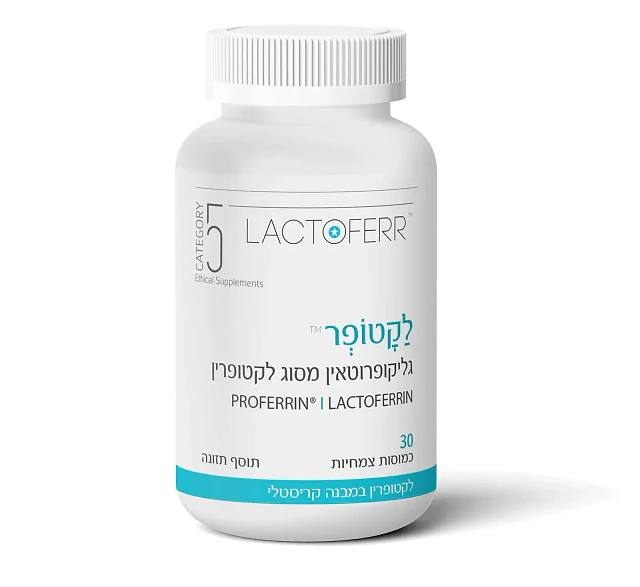 CATEGORY 5
Ethical Supplements
LACTOFERR™
לַקְטוֹפְר™
גליקופרוטאין מסוג לקטופרין
PROFERRIN® | LACTOFERRIN
30
כמוסות צמחיות
תוסף תזונה
לקטופרין במבנה קריסטלי